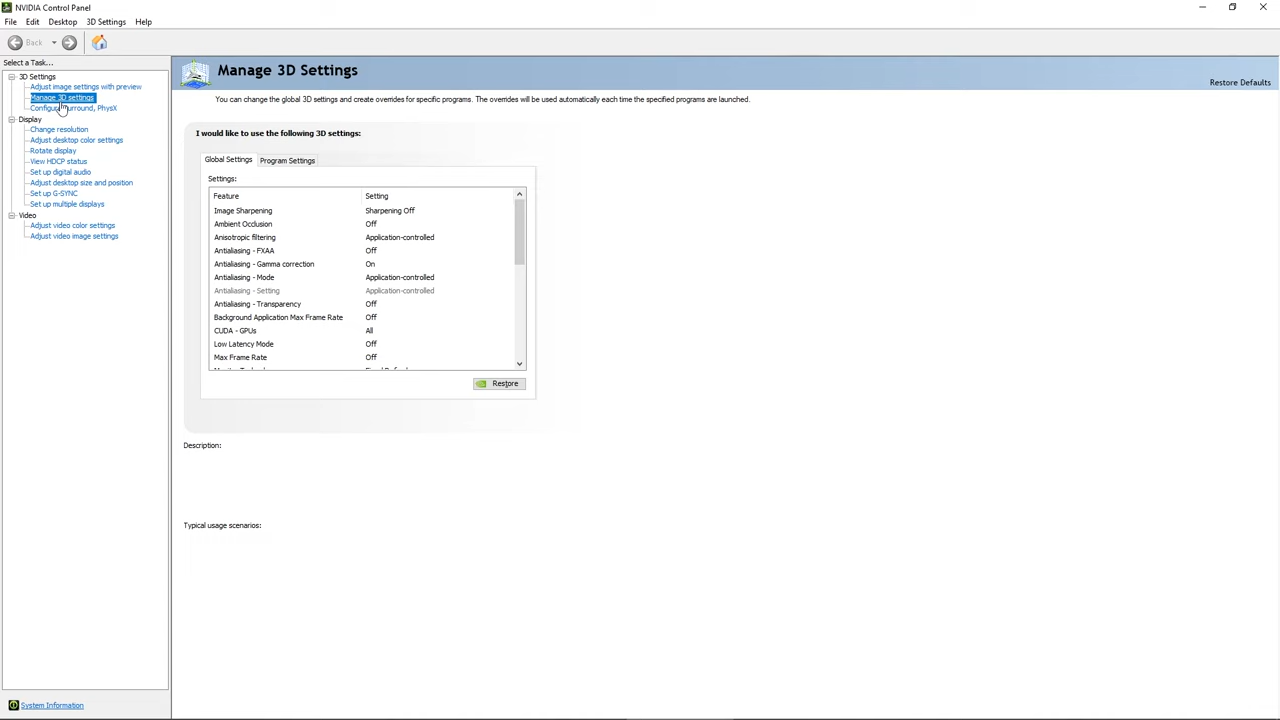 NVIDIA Control Panel
File Edit Desktop 3D Settings Help
Back
Select a Task...
3D Settings
Adjust image settings with preview
Manage 3D settings
Configure Surround, PhysX
Display
Change resolution
Adjust desktop color settings
Rotate display
View HDCP status
Set up digital audio
Adjust desktop size and position
Set up G-SYNC
Set up multiple displays
Video
Adjust video color settings
Adjust video image settings
System Information
Manage 3D Settings
Restore Defaults
You can change the global 3D settings and create overrides for specific programs. The overrides will be used automatically each time the specified programs are launched.
I would like to use the following 3D settings:
Global Settings Program Settings
Settings:
Feature Setting
Image Sharpening Sharpening Off
Ambient Occlusion Off
Anisotropic filtering Application-controlled
Antialiasing - FXAA Off
Antialiasing - Gamma correction On
Antialiasing - Mode Application-controlled
Antialiasing - Setting Application-controlled
Antialiasing - Transparency Off
Background Application Max Frame Rate Off
CUDA - GPUs All
Low Latency Mode Off
Max Frame Rate Off
Restore
Description:
Typical usage scenarios: